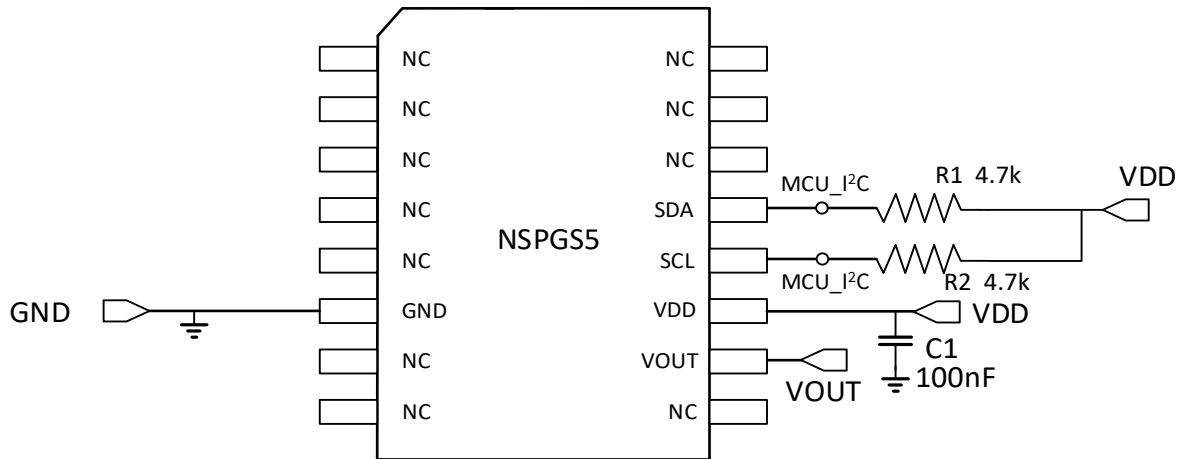 NC NC
NC NC
NC NC
MCU_I²C R1 4.7k VDD
NC SDA
NSPGS5
NC SCL
MCU_I²C R2 4.7k
GND GND VDD VDD
C1
NC VOUT 100nF
VOUT
NC NC